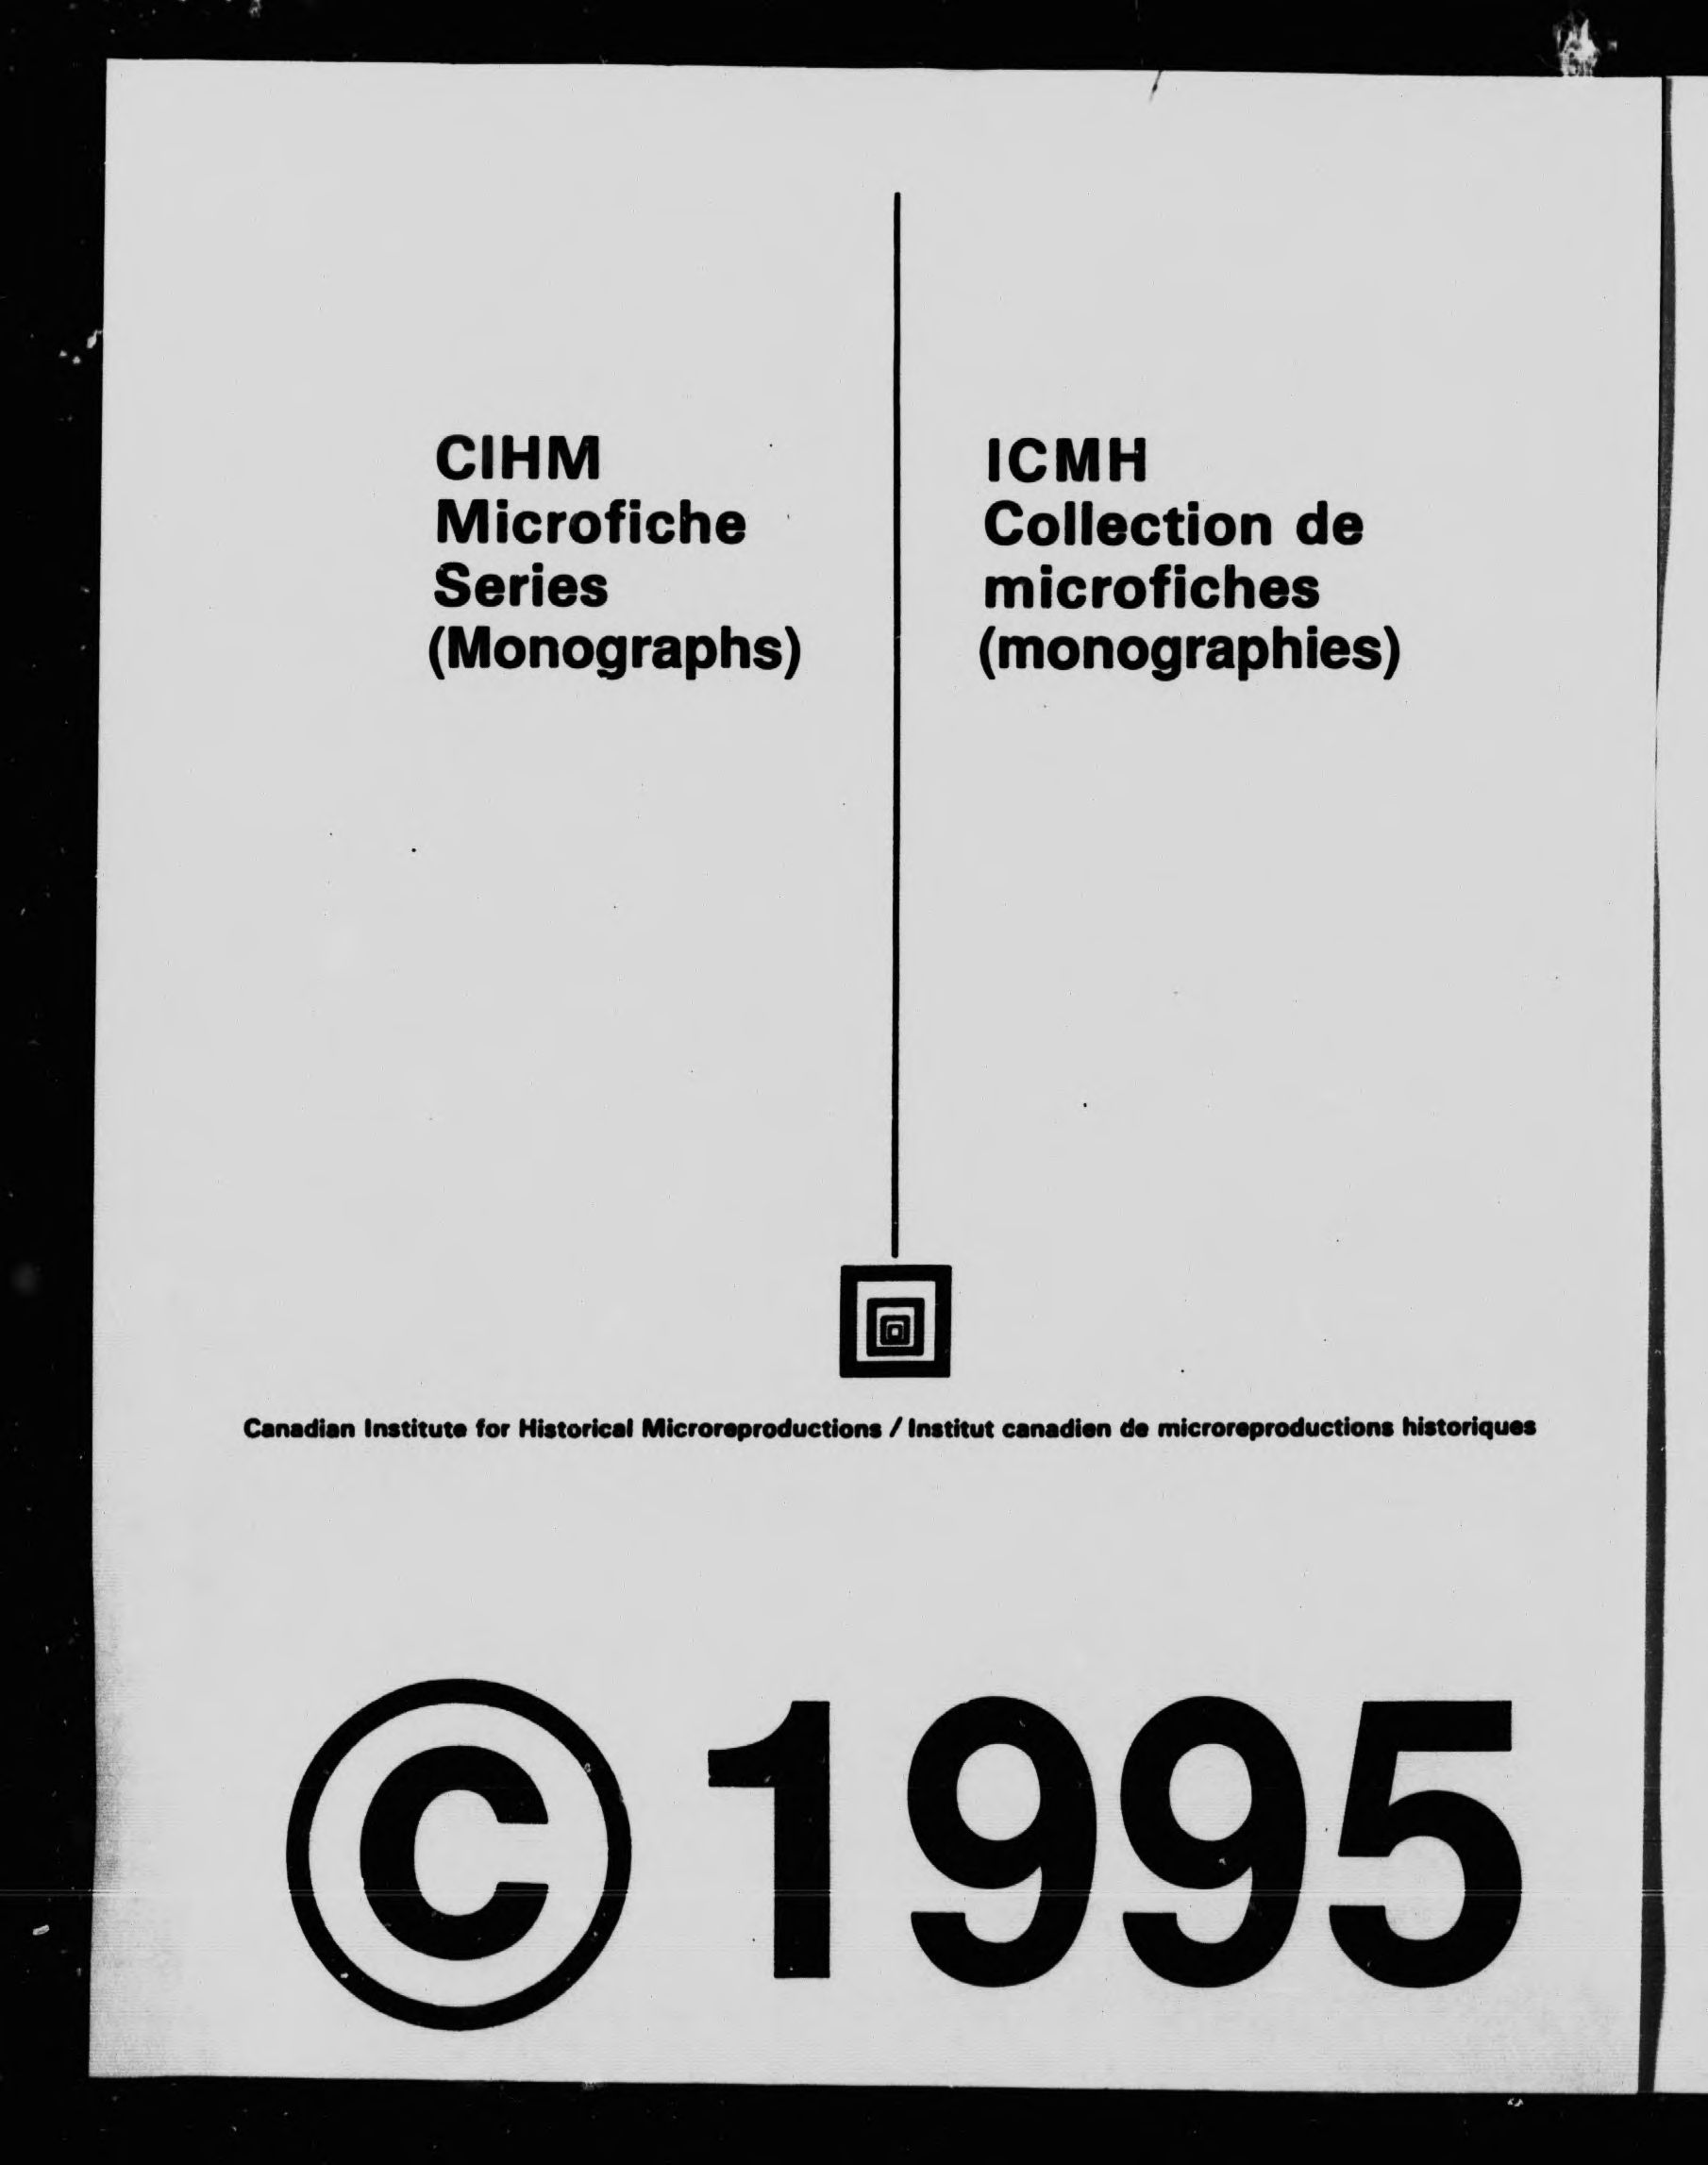 CIHM
Microfiche
Series
(Monographs)
ICMH
Collection de
microfiches
(monographies)
Canadian Institute for Historical Microreproductions / Institut canadien de microreproductions historiques
©1995